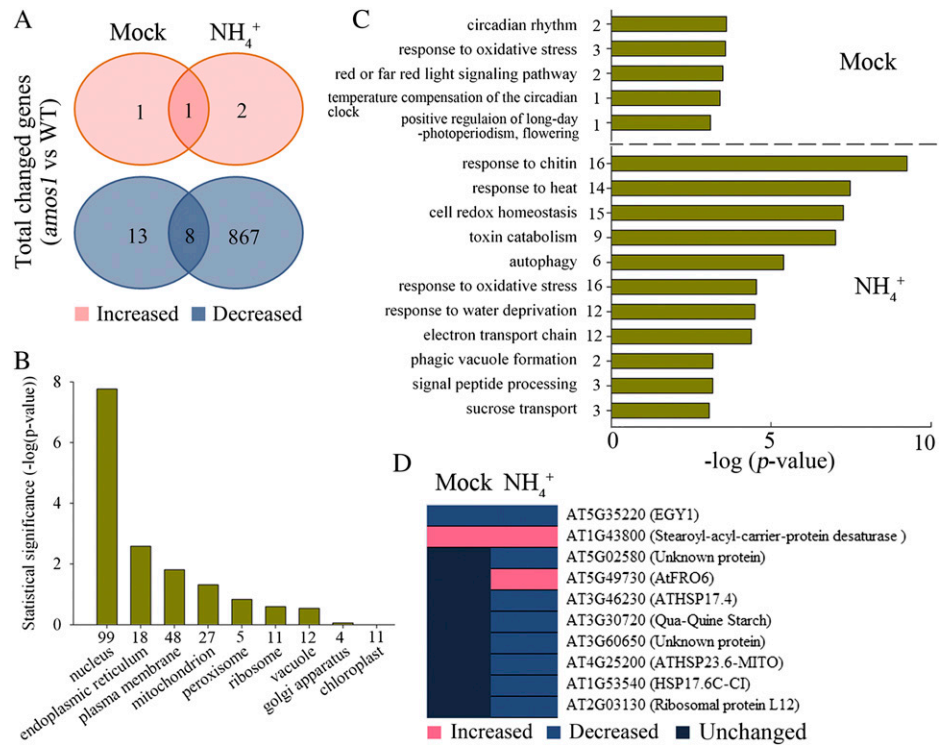 A
Mock
NH₄⁺
Total changed genes
(amos1 vs WT)
1
1
2
13
8
867
Increased
Decreased
B
Statistical significance (-log(p-value))
8
6
4
2
0
99
18
48
27
5
11
12
4
11
nucleus
endoplasmic reticulum
plasma membrane
mitochondrion
peroxisome
ribosome
vacuole
golgi apparatus
chloroplast
C
circadian rhythm 2
response to oxidative stress 3
red or far red light signaling pathway 2
temperature compensation of the circadian
clock
1
positive regulaion of long-day
-photoperiodism, flowering
1
Mock
response to chitin 16
response to heat 14
cell redox homeostasis 15
toxin catabolism 9
autophagy 6
response to oxidative stress 16
response to water deprivation 12
electron transport chain 12
phagic vacuole formation 2
signal peptide processing 3
sucrose transport 3
NH₄⁺
0
5
10
-log (p-value)
D
Mock NH₄⁺
AT5G35220 (EGY1)
AT1G43800 (Stearoyl-acyl-carrier-protein desaturase )
AT5G02580 (Unknown protein)
AT5G49730 (AtFRO6)
AT3G46230 (ATHSP17.4)
AT3G30720 (Qua-Quine Starch)
AT3G60650 (Unknown protein)
AT4G25200 (ATHSP23.6-MITO)
AT1G53540 (HSP17.6C-CI)
AT2G03130 (Ribosomal protein L12)
Increased
Decreased
Unchanged